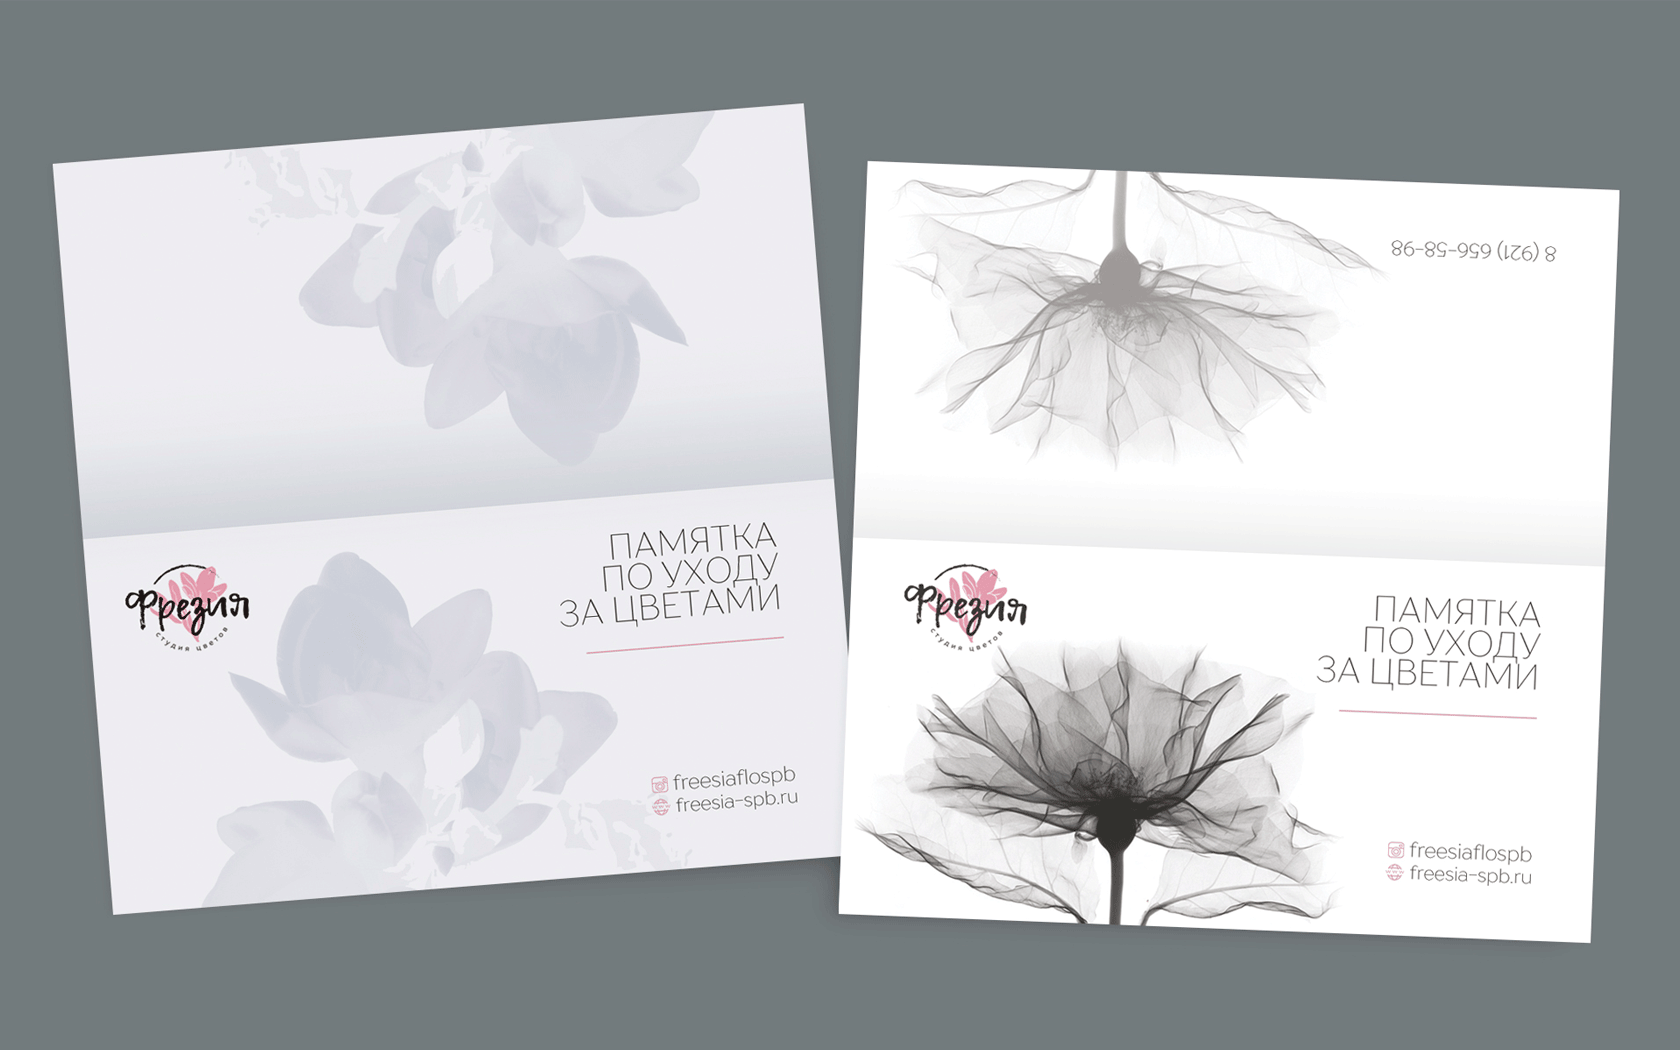 Фрезия
студия цветов
ПАМЯТКА
ПО УХОДУ
ЗА ЦВЕТАМИ
freesiaflospb
freesia-spb.ru
8 (921) 656-58-98
Фрезия
студия цветов
ПАМЯТКА
ПО УХОДУ
ЗА ЦВЕТАМИ
freesiaflospb
freesia-spb.ru